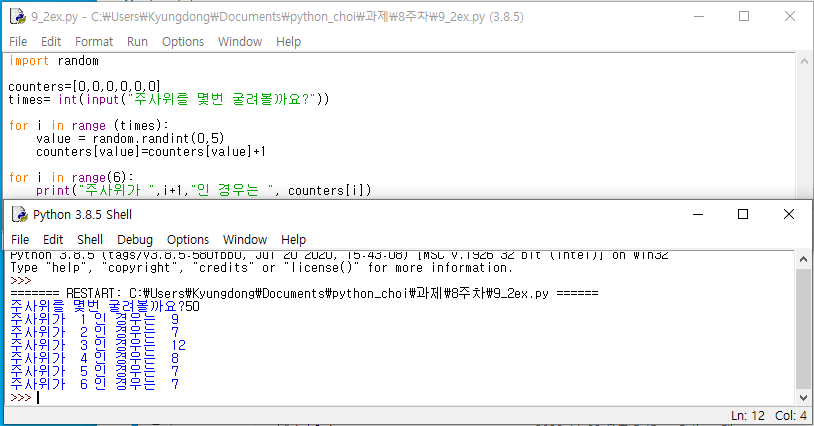 9_2ex.py - C:\Users\Kyungdong\Documents\python_choi\과제\8주차\9_2ex.py (3.8.5)
File Edit Format Run Options Window Help
import random
counters=[0,0,0,0,0,0]
times= int(input("주사위를 몇번 굴려볼까요?"))
for i in range (times):
    value = random.randint(0,5)
    counters[value]=counters[value]+1
for i in range(6):
    print("주사위가 ",i+1,"인 경우는 ", counters[i])
Python 3.8.5 Shell
File Edit Shell Debug Options Window Help
Python 3.8.5 (tags/v3.8.5:580fbb0, Jul 20 2020, 15:43:08) [MSC v.1926 32 bit (Intel)] on win32
Type "help", "copyright", "credits" or "license()" for more information.
>>>
======= RESTART: C:\Users\Kyungdong\Documents\python_choi\과제\8주차\9_2ex.py ======
주사위를 몇번 굴려볼까요?50
주사위가  1 인 경우는  9
주사위가  2 인 경우는  7
주사위가  3 인 경우는  12
주사위가  4 인 경우는  8
주사위가  5 인 경우는  7
주사위가  6 인 경우는  7
>>>
Ln: 12 Col: 4